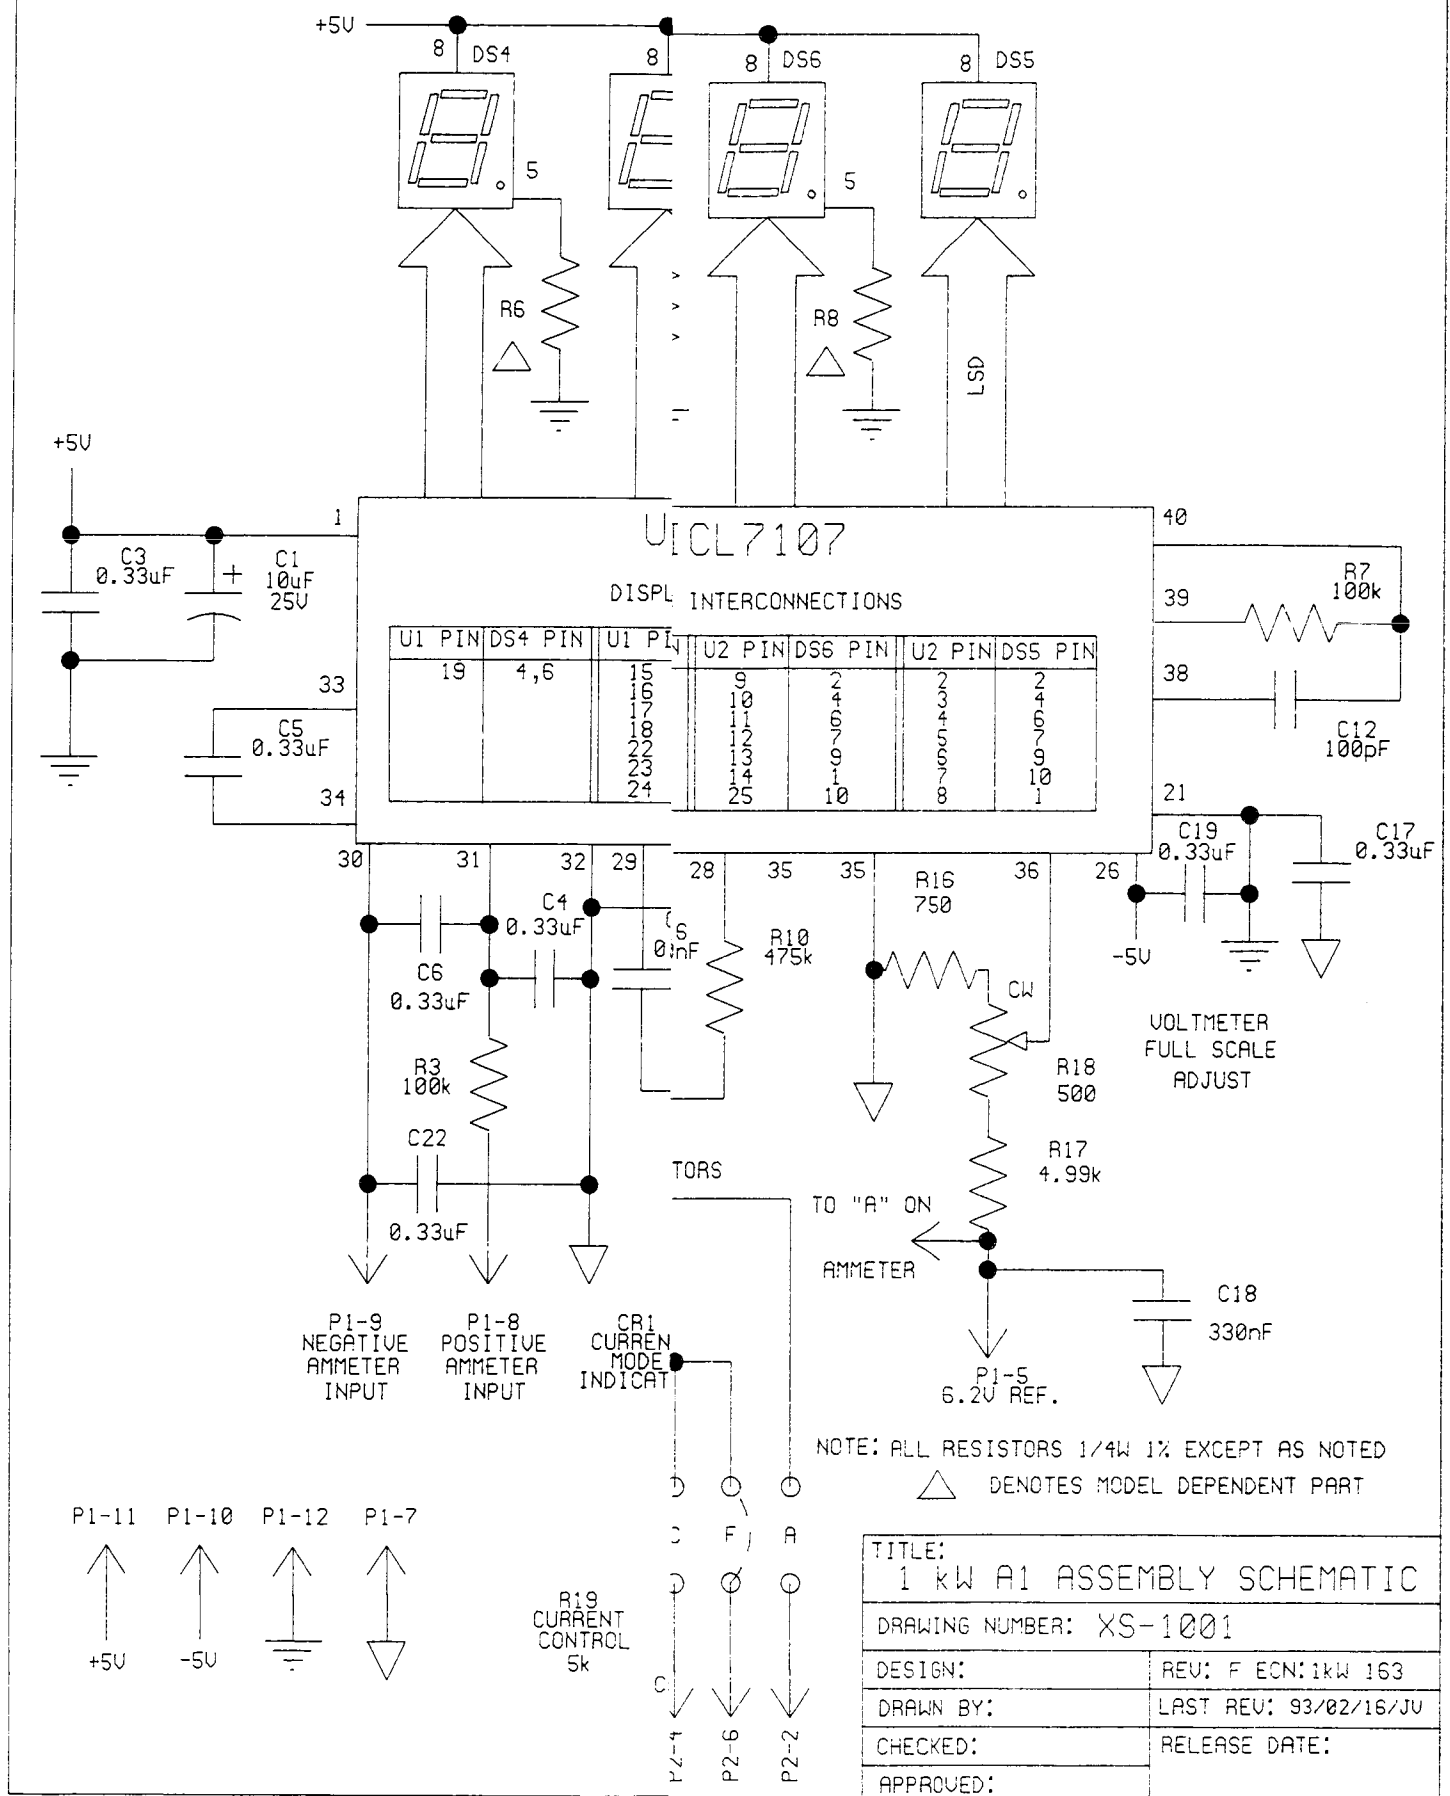 +5V
8 DS4
8
8 DS6
8 DS5
5
5
R6
R8
LSD
+5V
1
40
C3
0.33uF
C1
10uF
25V
+
ICL7107
DISPL INTERCONNECTIONS
R7
100k
39
38
33
34
C5
0.33uF
C12
100pF
21
U1 PIN DS4 PIN U1 PI U2 PIN DS6 PIN U2 PIN DS5 PIN
19 4,6 15 9 2 2 2
16 10 4 3 4
17 11 6 4 6
18 12 7 5 7
22 13 9 6 9
23 14 1 7 10
24 25 10 8 1
30 31 32 29 28 35 35 36 26
C19
0.33uF
C17
0.33uF
C6
0.33uF
C4
0.33uF
R10
475k
R16
750
-5V
CW
R3
100k
R18
500
VOLTMETER
FULL SCALE
ADJUST
C22
0.33uF
TORS
R17
4.99k
TO "A" ON
AMMETER
C18
330nF
P1-9
NEGATIVE
AMMETER
INPUT
P1-8
POSITIVE
AMMETER
INPUT
CR1
CURREN
MODE
INDICAT
P1-5
6.2V REF.
NOTE: ALL RESISTORS 1/4W 1% EXCEPT AS NOTED
DENOTES MODEL DEPENDENT PART
P1-11 P1-10 P1-12 P1-7
+5V -5V
F A
R19
CURRENT
CONTROL
5k
C
P2-4
P2-6
P2-2
TITLE:
1 kW A1 ASSEMBLY SCHEMATIC
DRAWING NUMBER: XS-1001
DESIGN: REV: F ECN:1kW 163
DRAWN BY: LAST REV: 93/02/16/JV
CHECKED: RELEASE DATE:
APPROVED: